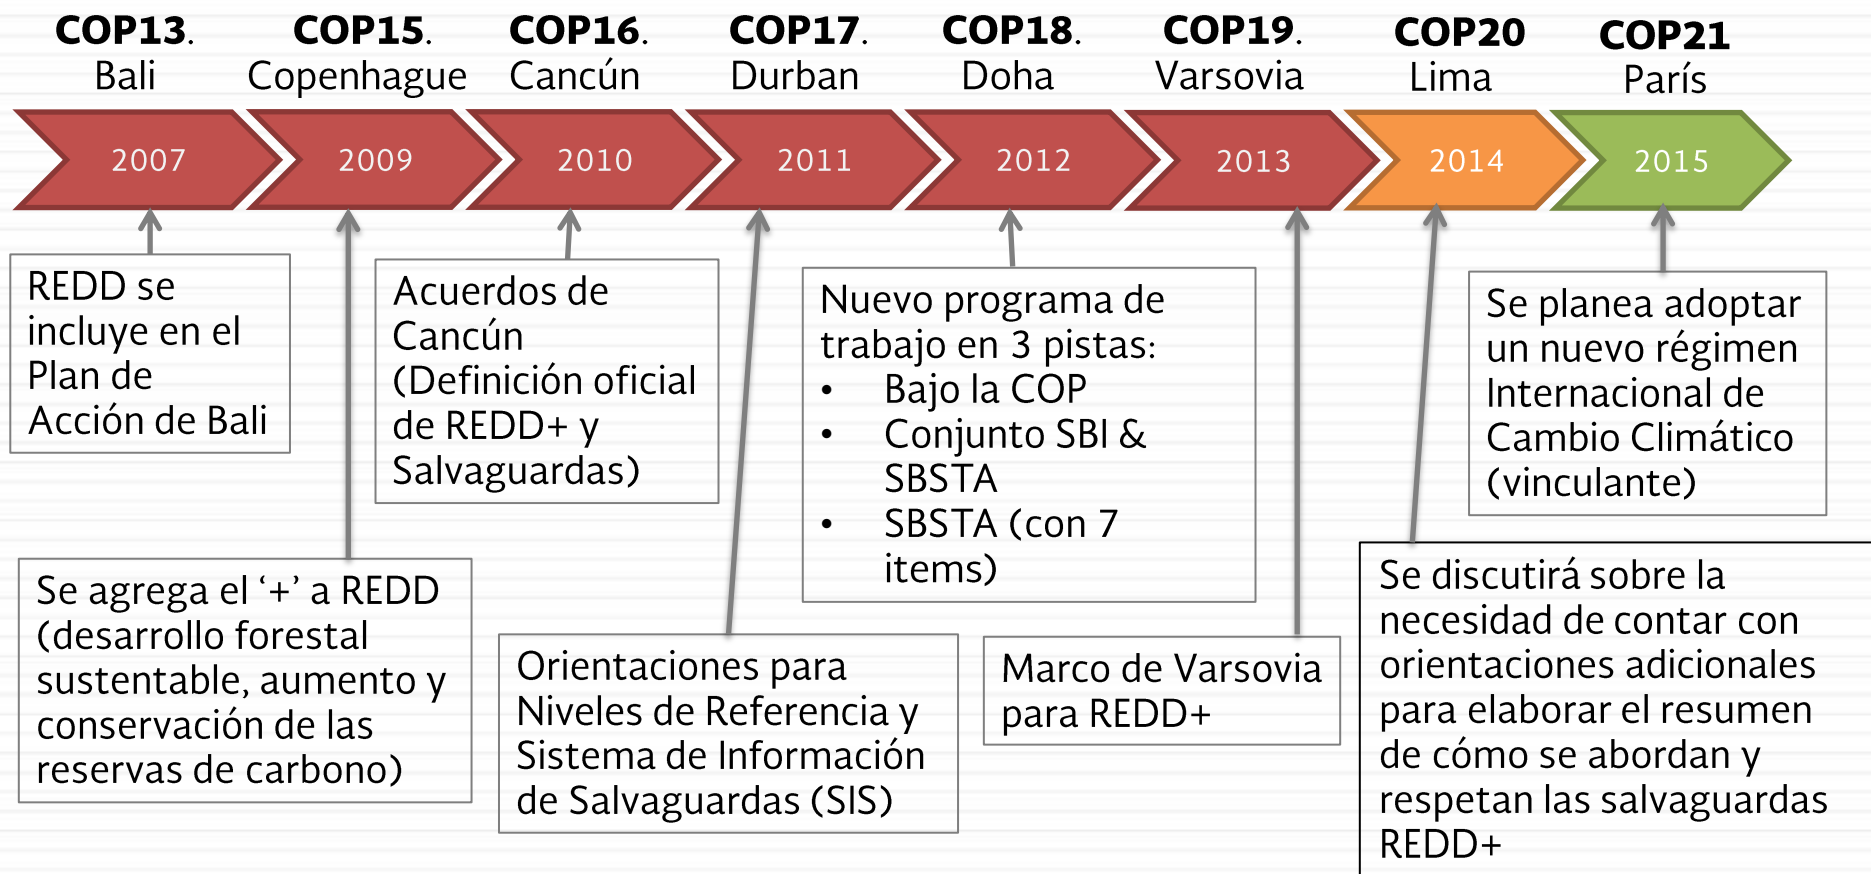 COP13.
Bali
COP15.
Copenhague
COP16.
Cancún
COP17.
Durban
COP18.
Doha
COP19.
Varsovia
COP20
Lima
COP21
París
2007
2009
2010
2011
2012
2013
2014
2015
REDD se
incluye en el
Plan de
Acción de Bali
Acuerdos de
Cancún
(Definición oficial
de REDD+ y
Salvaguardas)
Nuevo programa de
trabajo en 3 pistas:
• Bajo la COP
• Conjunto SBI &
SBSTA
• SBSTA (con 7
items)
Se planea adoptar
un nuevo régimen
Internacional de
Cambio Climático
(vinculante)
Se agrega el ‘+’ a REDD
(desarrollo forestal
sustentable, aumento y
conservación de las
reservas de carbono)
Orientaciones para
Niveles de Referencia y
Sistema de Información
de Salvaguardas (SIS)
Marco de Varsovia
para REDD+
Se discutirá sobre la
necesidad de contar con
orientaciones adicionales
para elaborar el resumen
de cómo se abordan y
respetan las salvaguardas
REDD+